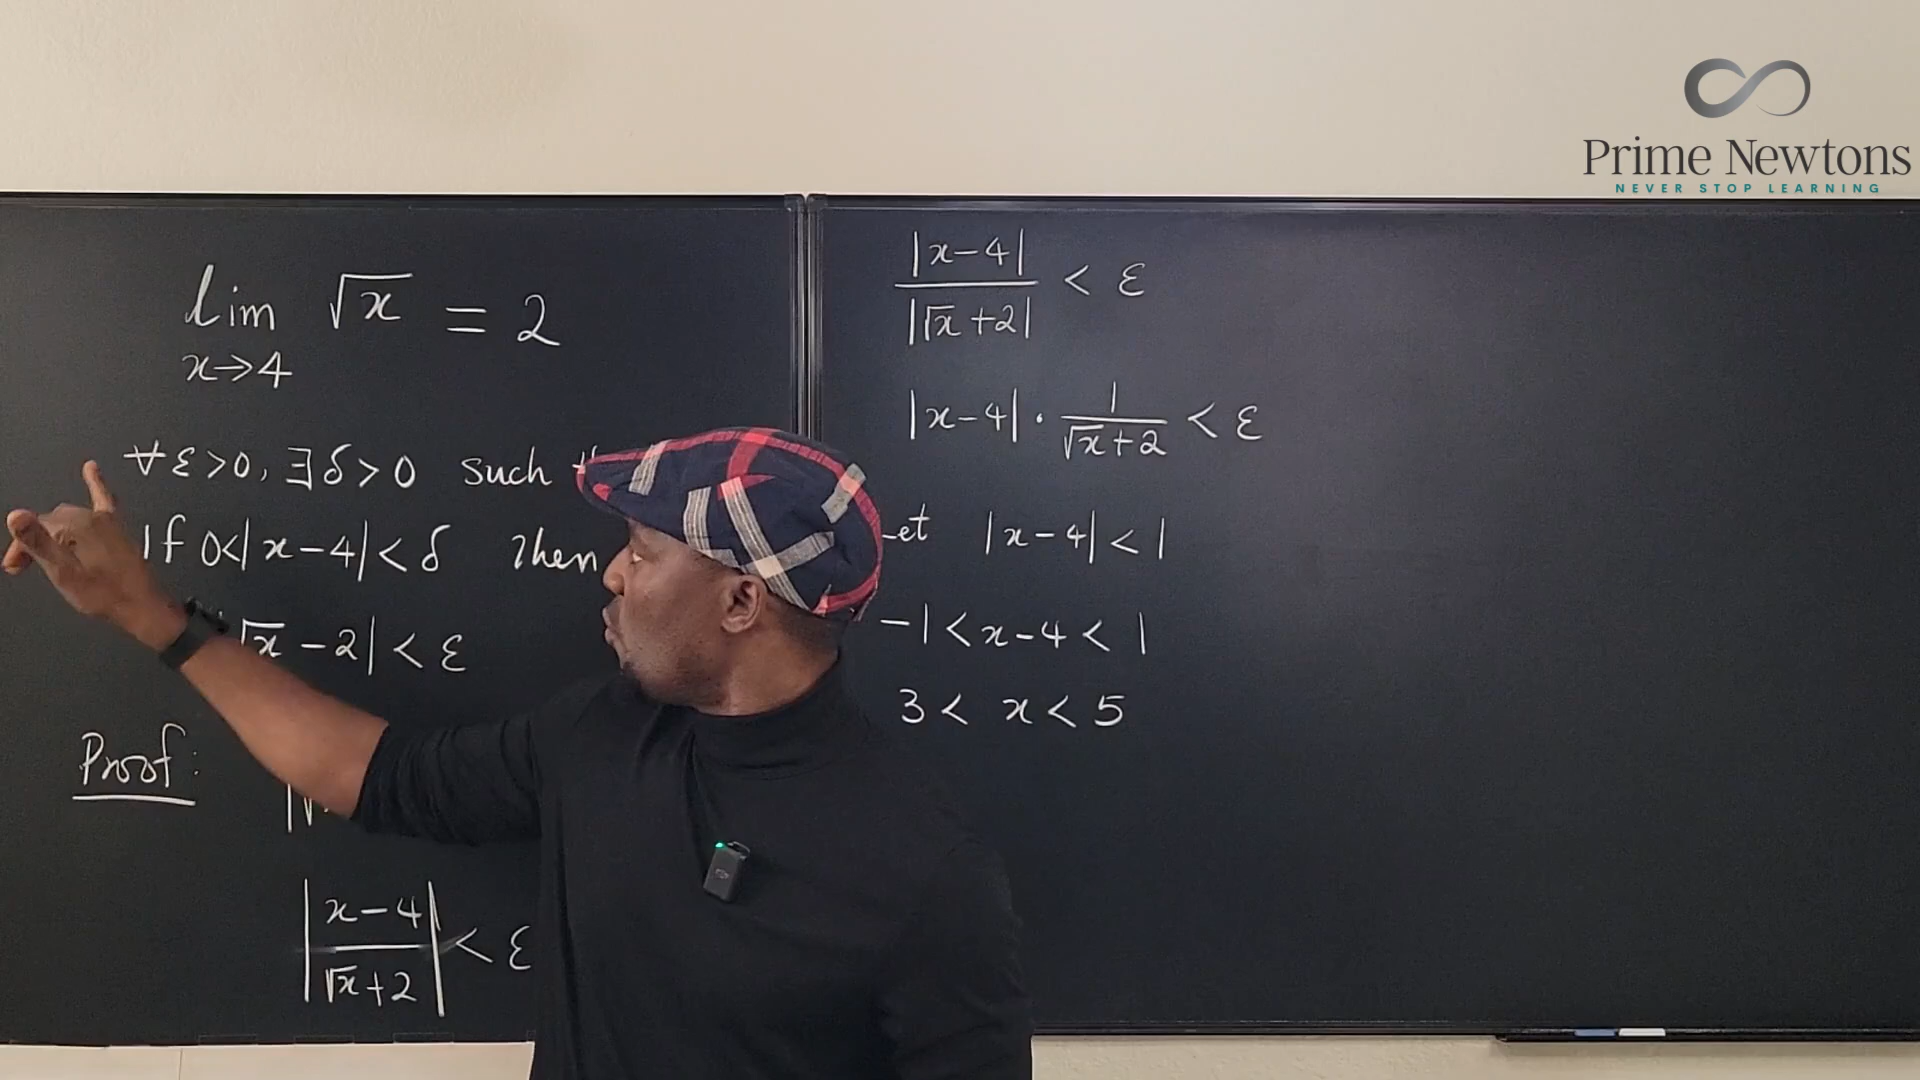 Prime Newtons
NEVER STOP LEARNING
lim √x = 2
x→4
∀ε>0, ∃δ>0 such
If 0<|x-4|<δ then
√x -2|<ε
Proof:
|x-4 / √x+2| < ε
|x-4| / |√x+2| < ε
|x-4| · 1 / √x+2 < ε
et |x-4|<1
-1<x-4<1
3< x<5